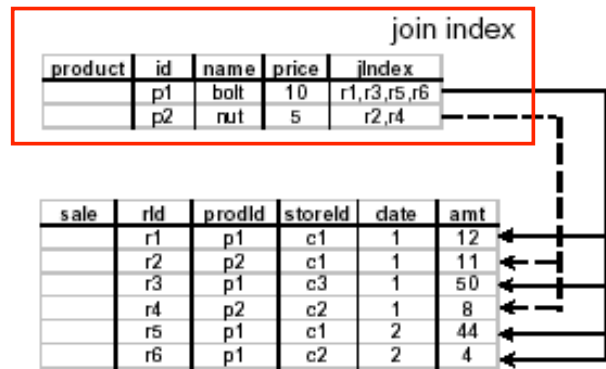 join index
product id name price jIndex
p1 bolt 10 r1,r3,r5,r6
p2 nut 5 r2,r4
sale rId prodId storeId date amt
r1 p1 c1 1 12
r2 p2 c1 1 11
r3 p1 c3 1 50
r4 p2 c2 1 8
r5 p1 c1 2 44
r6 p1 c2 2 4